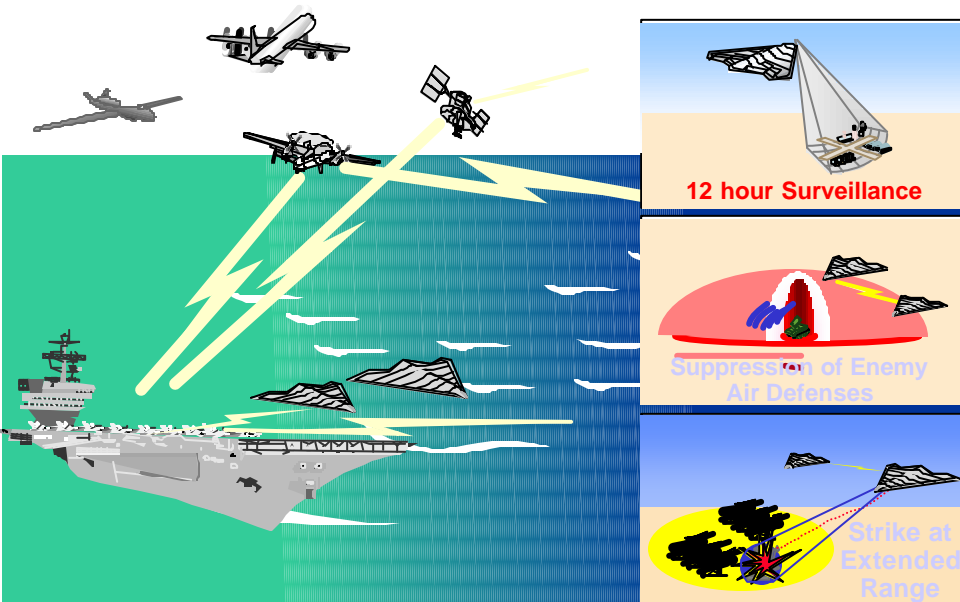 12 hour Surveillance
Suppression of Enemy
Air Defenses
Strike at
Extended
Range